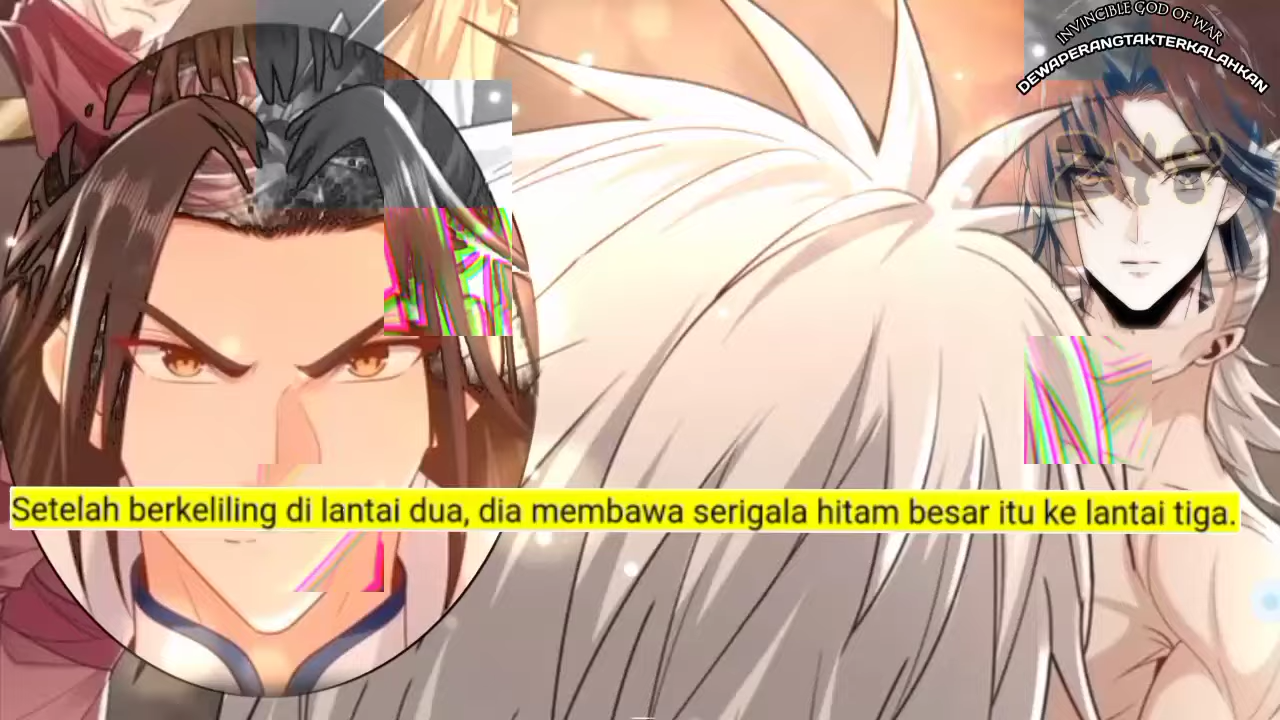 INVINCIBLE GOD OF WAR
DEWAPERANGTAKTERKALAHKAN
Setelah berkeliling di lantai dua, dia membawa serigala hitam besar itu ke lantai tiga.